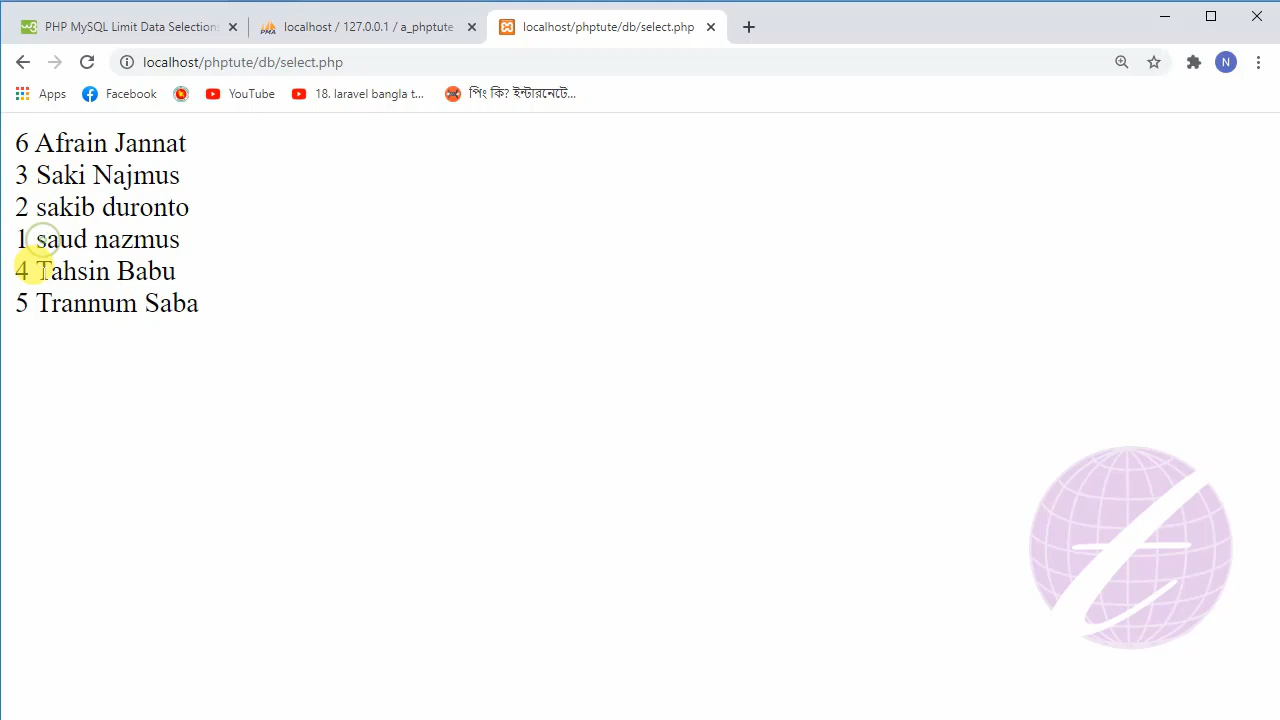 PHP MySQL Limit Data Selections
localhost / 127.0.0.1 / a_phptute
localhost/phptute/db/select.php
localhost/phptute/db/select.php
N
Apps
Facebook
YouTube
18. laravel bangla t...
পিং কি? ইন্টারনেটে...
6 Afrain Jannat
3 Saki Najmus
2 sakib duronto
1 saud nazmus
4 Tahsin Babu
5 Trannum Saba